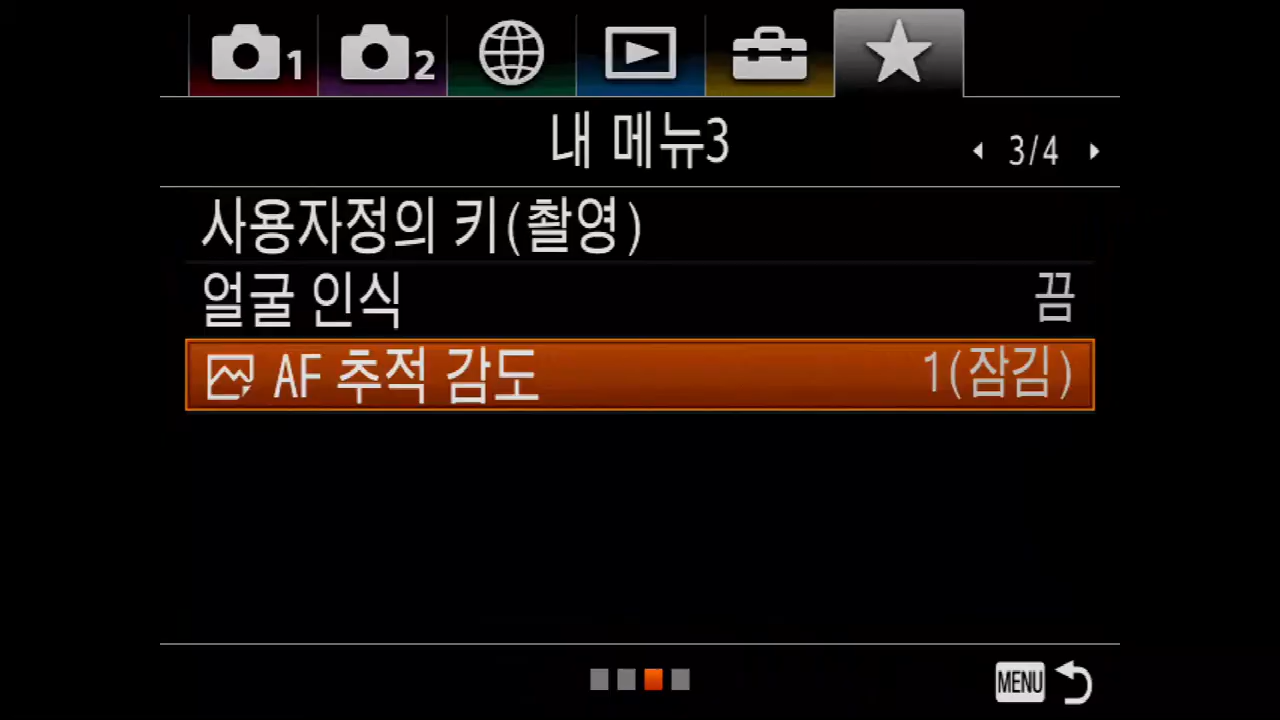 1 2
내 메뉴3 3/4
사용자정의 키(촬영)
얼굴 인식 끔
AF 추적 감도 1(잠김)
MENU